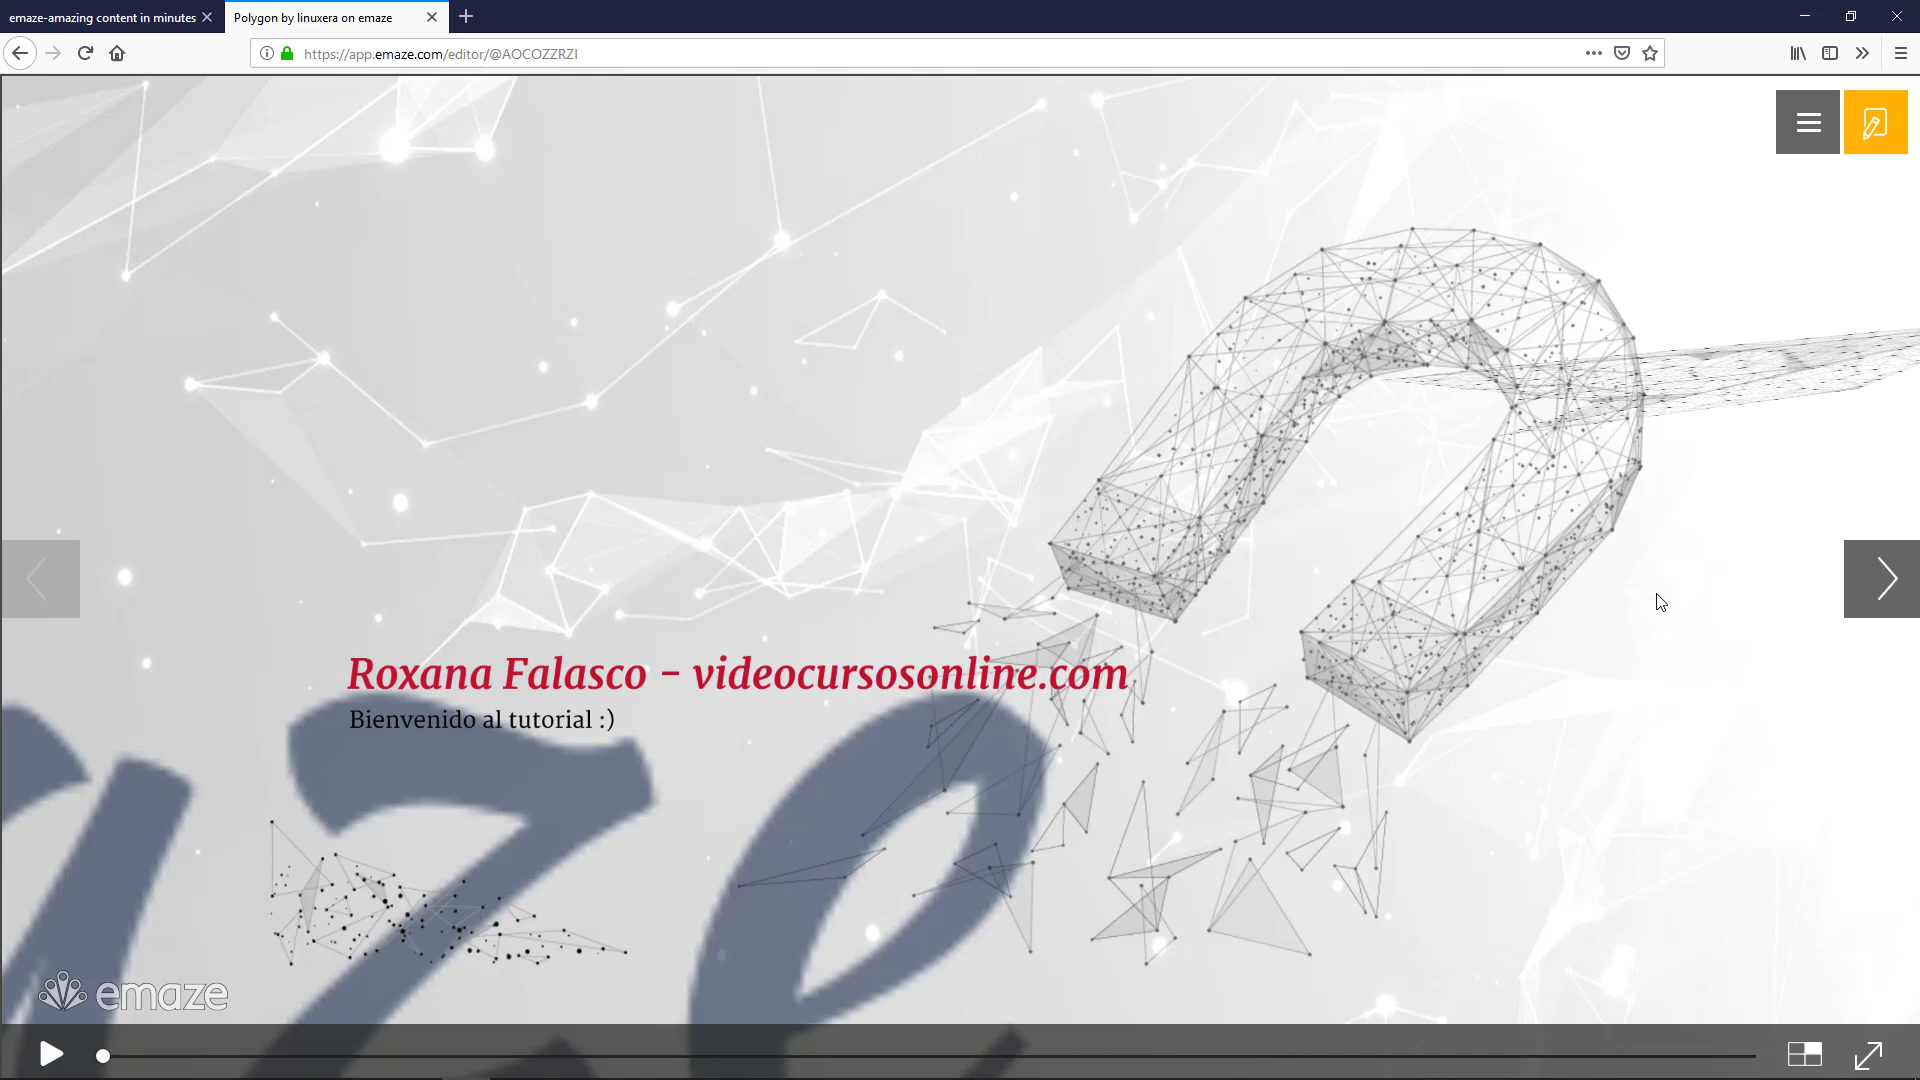 emaze-amazing content in minutes
Polygon by linuxera on emaze
https://app.emaze.com/editor/@AOCOZZRZI
Roxana Falasco - videocursosonline.com
Bienvenido al tutorial :)
ze
emaze